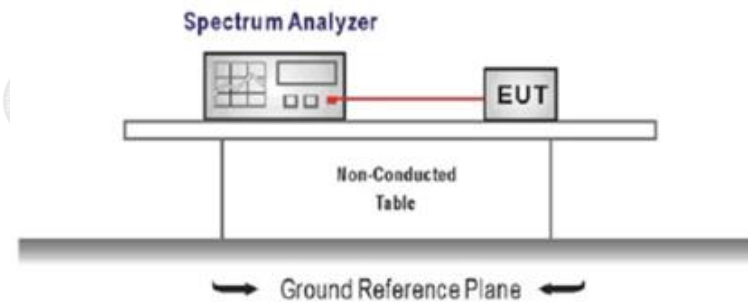 Spectrum Analyzer
EUT
Non-Conducted
Table
Ground Reference Plane